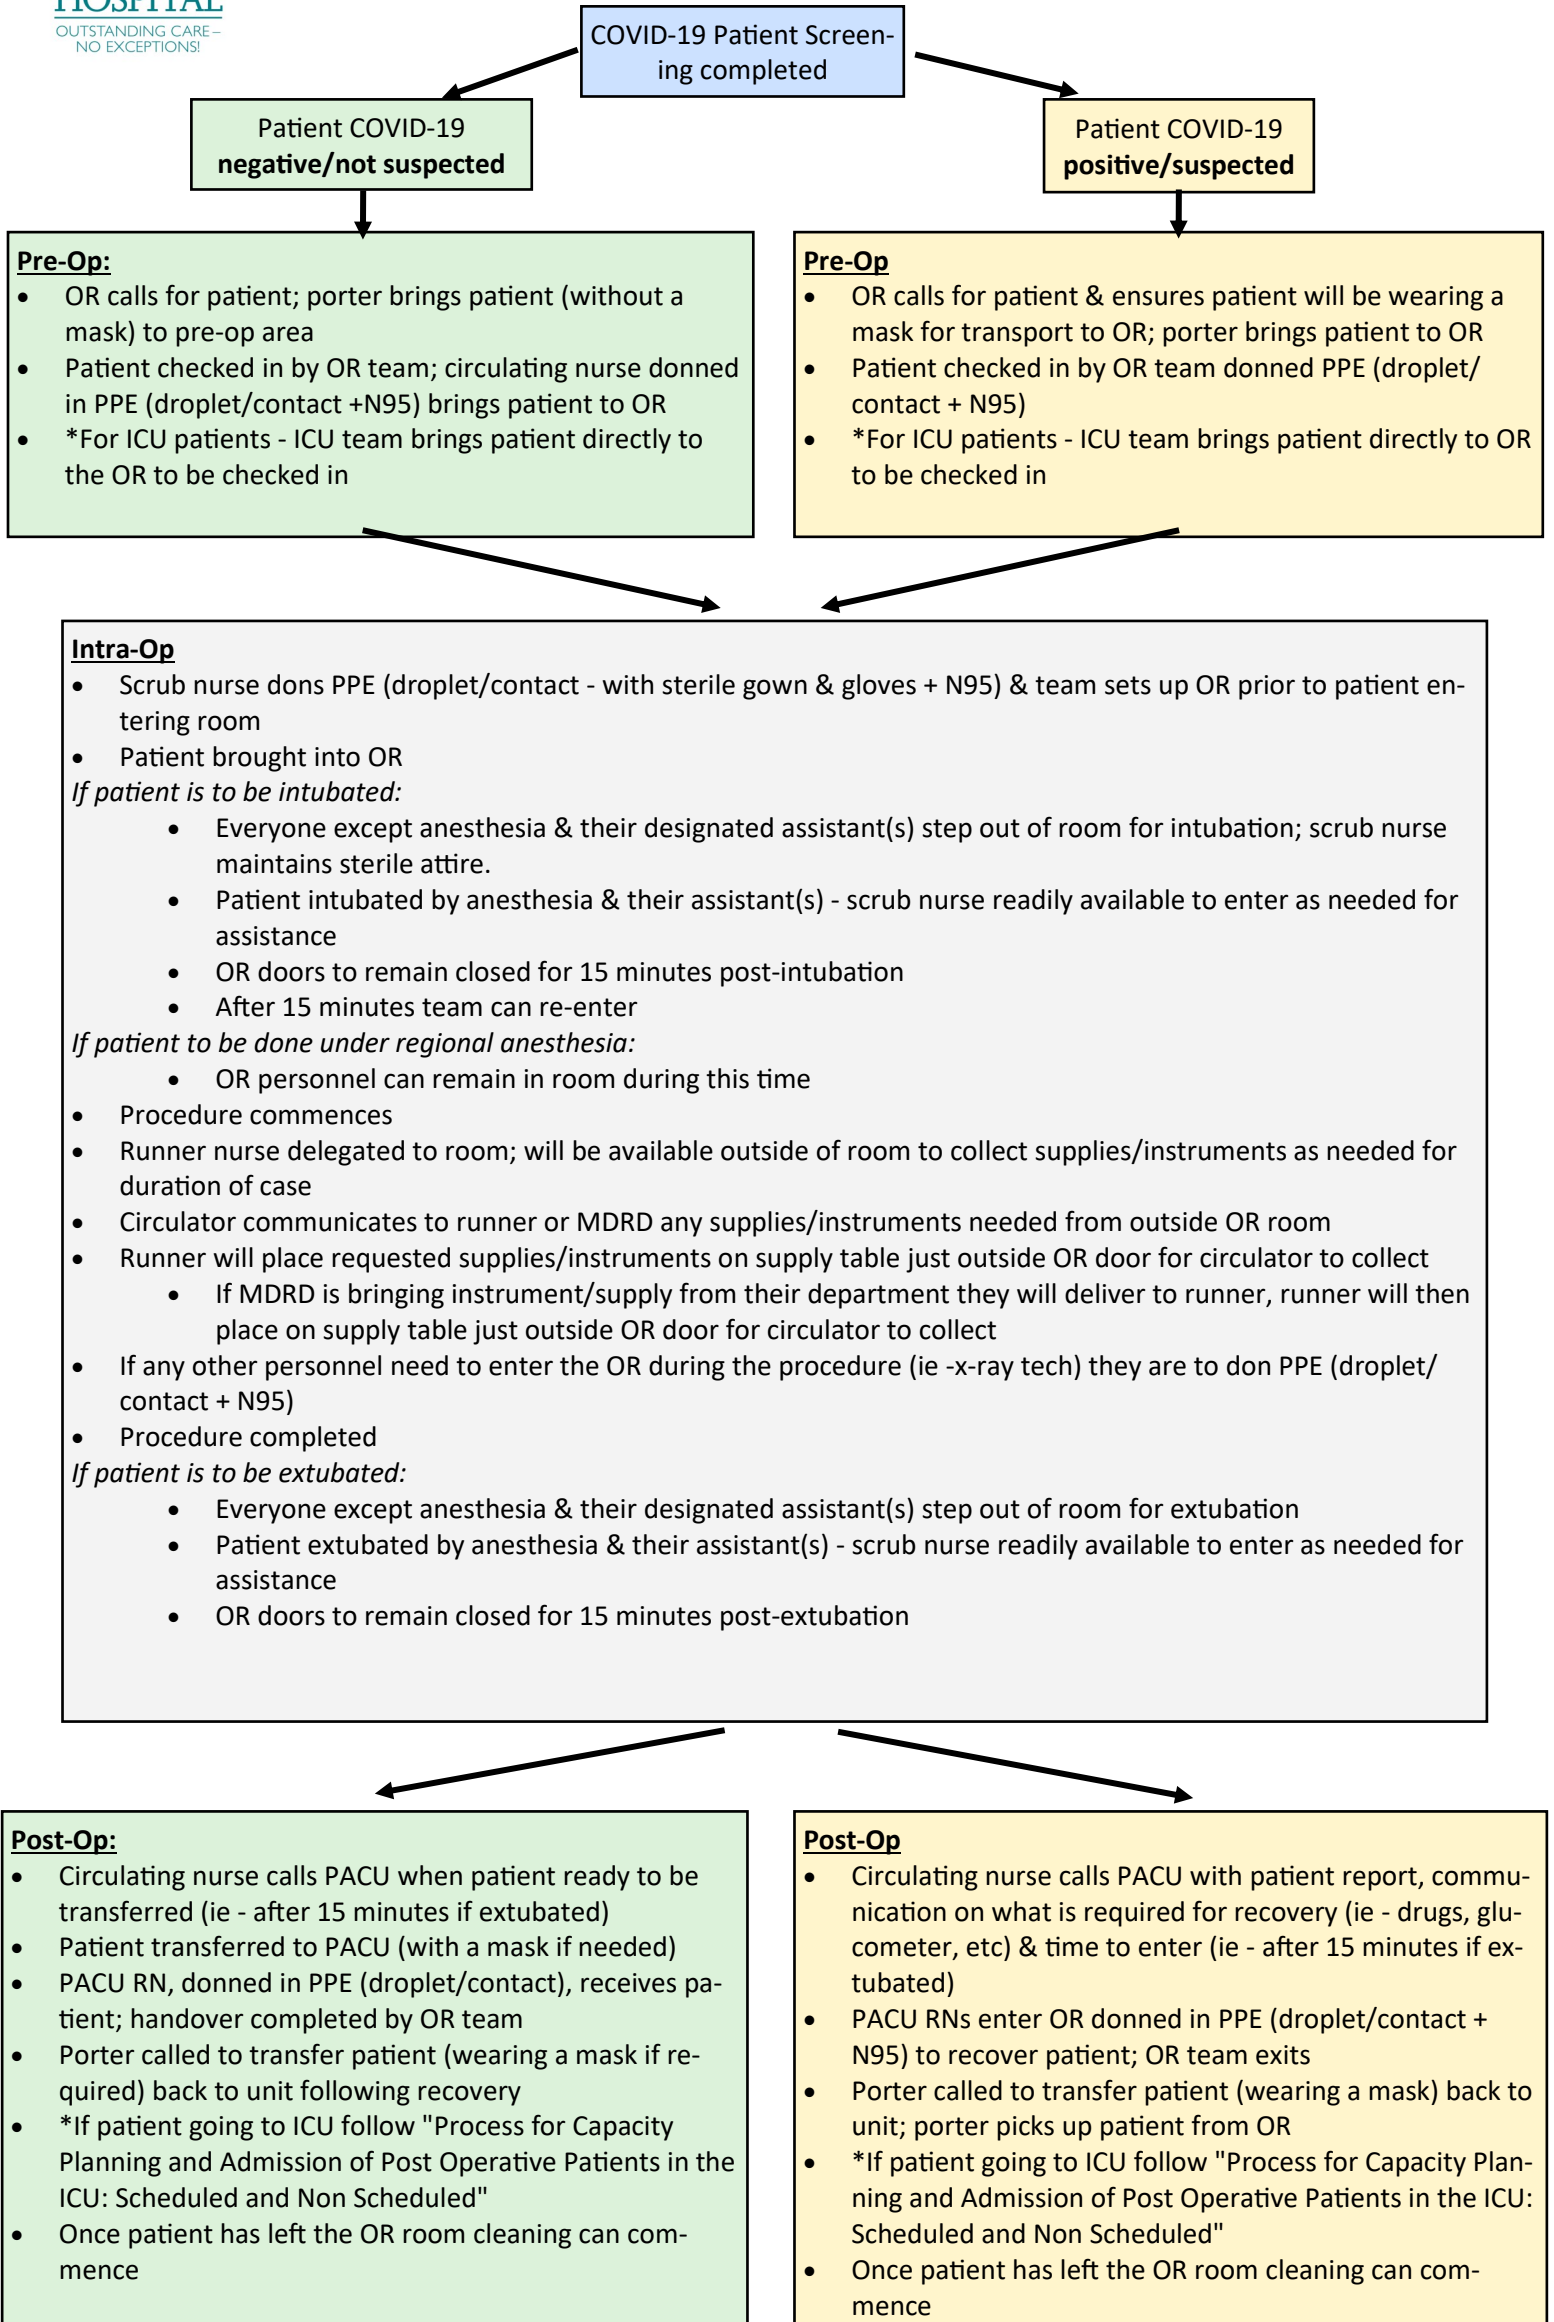 HOSPITAL
OUTSTANDING CARE –
NO EXCEPTIONS!
COVID-19 Patient Screen-
ing completed
Patient COVID-19
negative/not suspected
Patient COVID-19
positive/suspected
Pre-Op:
• OR calls for patient; porter brings patient (without a
mask) to pre-op area
• Patient checked in by OR team; circulating nurse donned
in PPE (droplet/contact +N95) brings patient to OR
• *For ICU patients - ICU team brings patient directly to
the OR to be checked in
Pre-Op
• OR calls for patient & ensures patient will be wearing a
mask for transport to OR; porter brings patient to OR
• Patient checked in by OR team donned PPE (droplet/
contact + N95)
• *For ICU patients - ICU team brings patient directly to OR
to be checked in
Intra-Op
• Scrub nurse dons PPE (droplet/contact - with sterile gown & gloves + N95) & team sets up OR prior to patient en-
tering room
• Patient brought into OR
If patient is to be intubated:
• Everyone except anesthesia & their designated assistant(s) step out of room for intubation; scrub nurse
maintains sterile attire.
• Patient intubated by anesthesia & their assistant(s) - scrub nurse readily available to enter as needed for
assistance
• OR doors to remain closed for 15 minutes post-intubation
• After 15 minutes team can re-enter
If patient to be done under regional anesthesia:
• OR personnel can remain in room during this time
• Procedure commences
• Runner nurse delegated to room; will be available outside of room to collect supplies/instruments as needed for
duration of case
• Circulator communicates to runner or MDRD any supplies/instruments needed from outside OR room
• Runner will place requested supplies/instruments on supply table just outside OR door for circulator to collect
• If MDRD is bringing instrument/supply from their department they will deliver to runner, runner will then
place on supply table just outside OR door for circulator to collect
• If any other personnel need to enter the OR during the procedure (ie -x-ray tech) they are to don PPE (droplet/
contact + N95)
• Procedure completed
If patient is to be extubated:
• Everyone except anesthesia & their designated assistant(s) step out of room for extubation
• Patient extubated by anesthesia & their assistant(s) - scrub nurse readily available to enter as needed for
assistance
• OR doors to remain closed for 15 minutes post-extubation
Post-Op:
• Circulating nurse calls PACU when patient ready to be
transferred (ie - after 15 minutes if extubated)
• Patient transferred to PACU (with a mask if needed)
• PACU RN, donned in PPE (droplet/contact), receives pa-
tient; handover completed by OR team
• Porter called to transfer patient (wearing a mask if re-
quired) back to unit following recovery
• *If patient going to ICU follow "Process for Capacity
Planning and Admission of Post Operative Patients in the
ICU: Scheduled and Non Scheduled"
• Once patient has left the OR room cleaning can com-
mence
Post-Op
• Circulating nurse calls PACU with patient report, commu-
nication on what is required for recovery (ie - drugs, glu-
cometer, etc) & time to enter (ie - after 15 minutes if ex-
tubated)
• PACU RNs enter OR donned in PPE (droplet/contact +
N95) to recover patient; OR team exits
• Porter called to transfer patient (wearing a mask) back to
unit; porter picks up patient from OR
• *If patient going to ICU follow "Process for Capacity Plan-
ning and Admission of Post Operative Patients in the ICU:
Scheduled and Non Scheduled"
• Once patient has left the OR room cleaning can com-
mence